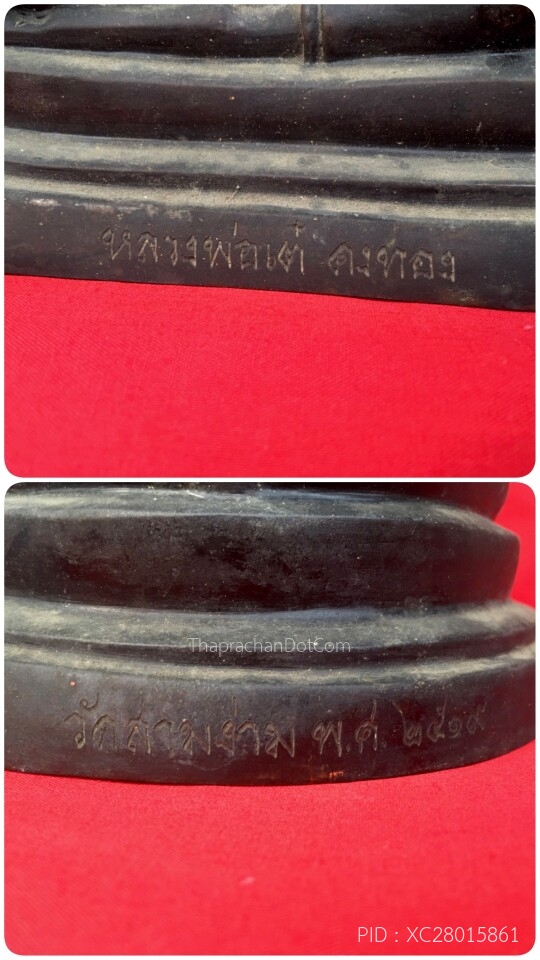 หลวงพ่อเต๋ คงทอง
ThaprachanDotCom
วัดสามง่าม พ.ศ. ๒๕๑๙
PID : XC28015861